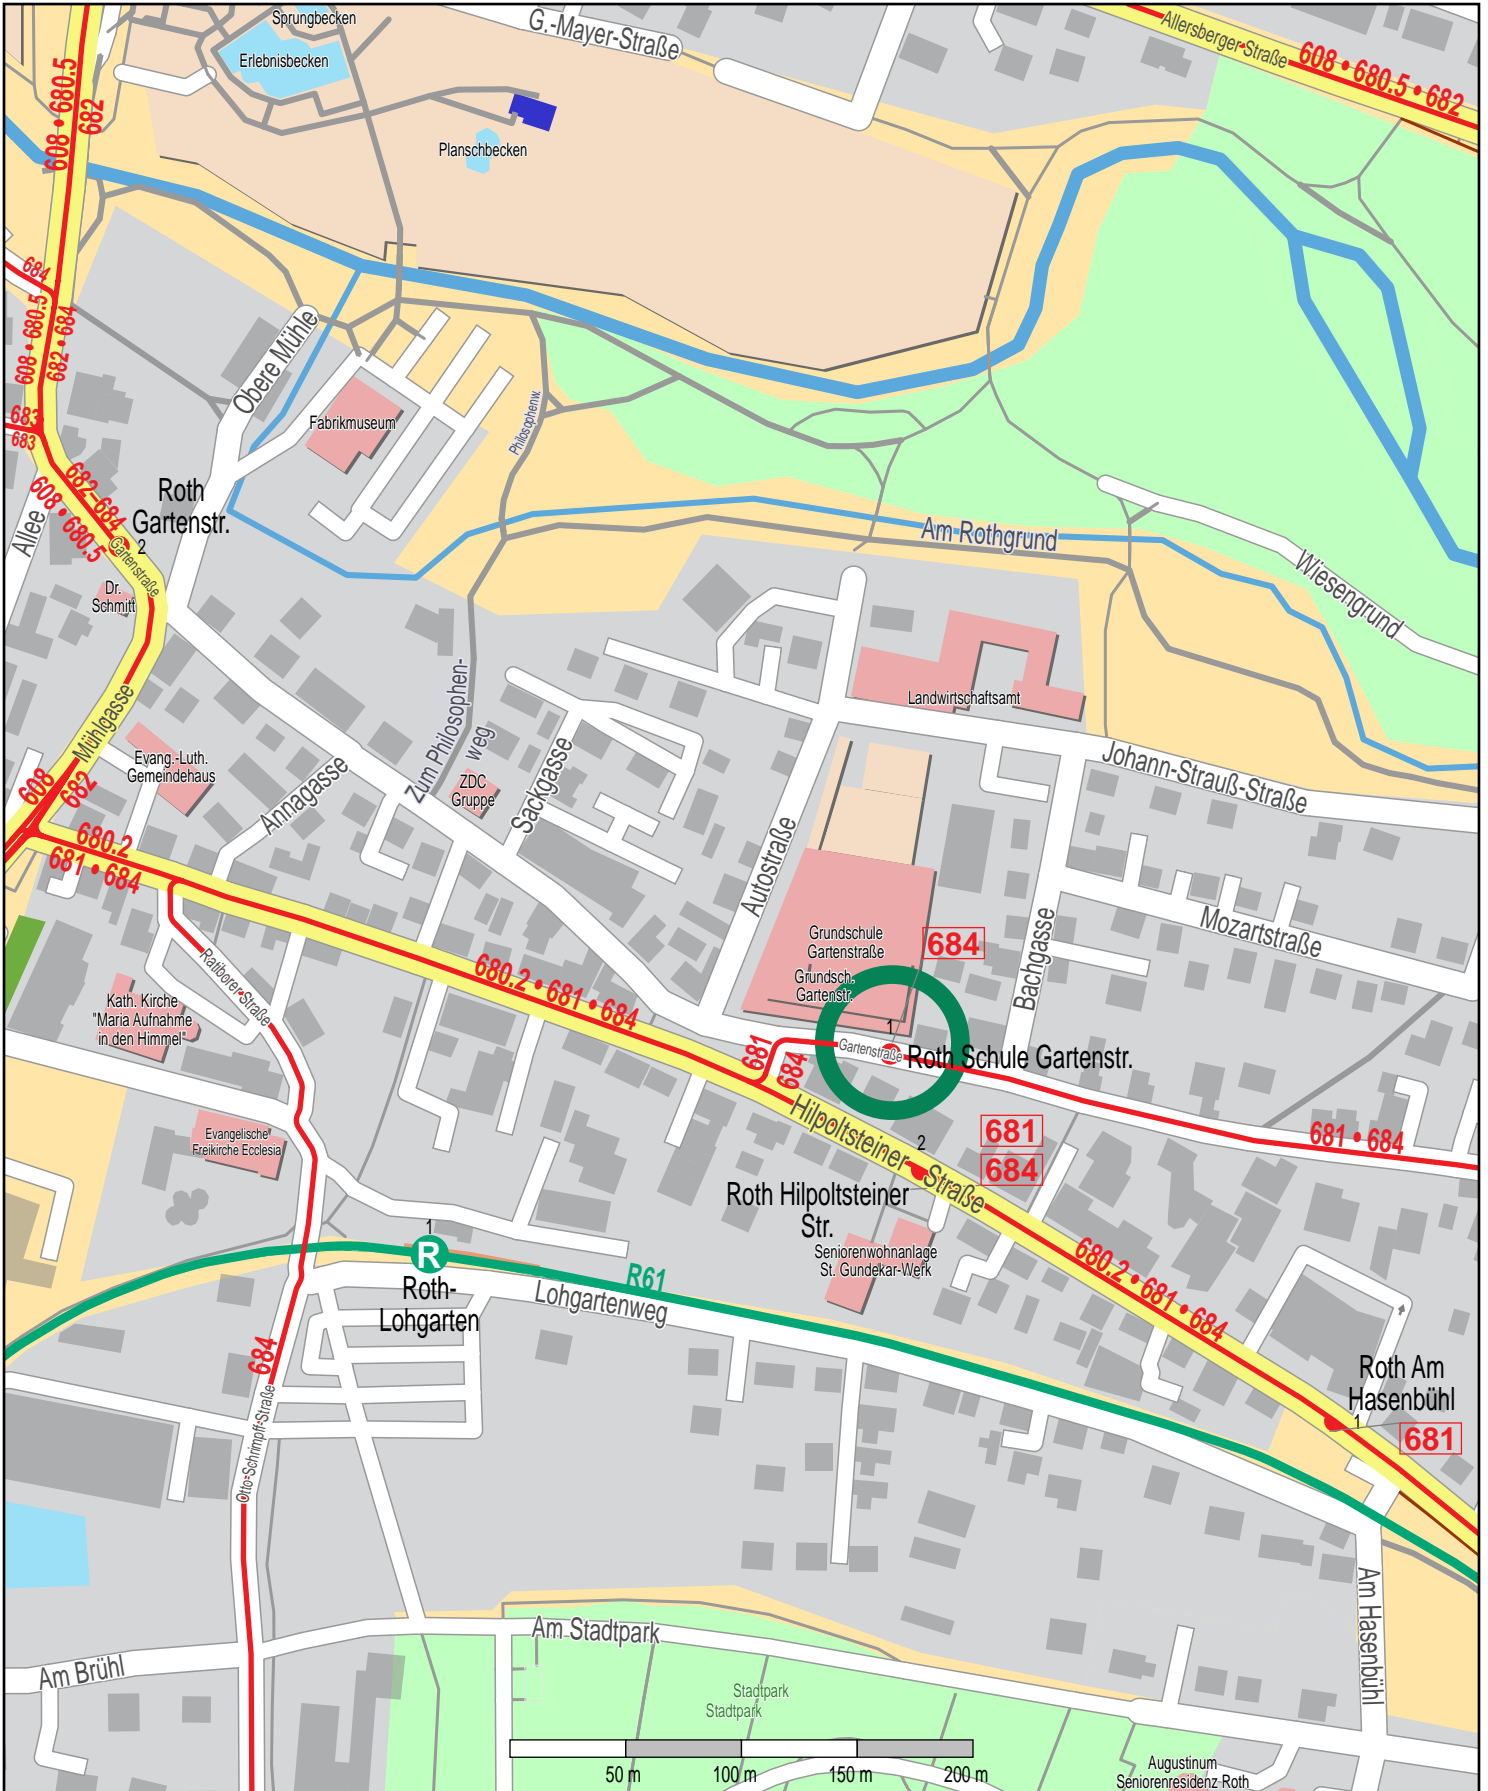 Sprungbecken
Erlebnisbecken
G.-Mayer-Straße
Allersberger-Straße
608 • 680.5 • 682
608 • 680.5
682
Planschbecken
684
608 • 680.5
682 • 684
Obere Mühle
683
683
Fabrikmuseum
Philosophenw.
682–684
608 • 680.5
Roth
Gartenstr.
2
Gartenstraße
Allee
Am Rothgrund
Wiesengrund
Dr.
Schmitt
Landwirtschaftsamt
Zum Philosophen-
weg
Mühlgasse
Evang.-Luth.
Gemeindehaus
608
682
Annagasse
ZDC
Gruppe
Sackgasse
Johann-Strauß-Straße
680.2
681 • 684
Autostraße
Mozartstraße
Bachgasse
Grundschule
Gartenstraße
684
Grundsch.
Gartenstr.
Ratiborer-Straße
680.2 • 681 • 684
Kath. Kirche
"Maria Aufnahme
in den Himmel"
1
Gartenstraße
Roth Schule Gartenstr.
681
684
Hilpoltsteiner
Straße
681
684
681 • 684
Evangelische
Freikirche Ecclesia
2
Roth Hilpoltsteiner
Str.
Seniorenwohnanlage
St. Gundekar-Werk
1
R
Roth-
Lohgarten
R61
Lohgartenweg
680.2 • 681 • 684
684
Otto-Schrimpff-Straße
Roth Am
Hasenbühl
1
681
Am Hasenbühl
Am Stadtpark
Am Brühl
Stadtpark
Stadtpark
50 m
100 m
150 m
200 m
Augustinum
Seniorenresidenz Roth